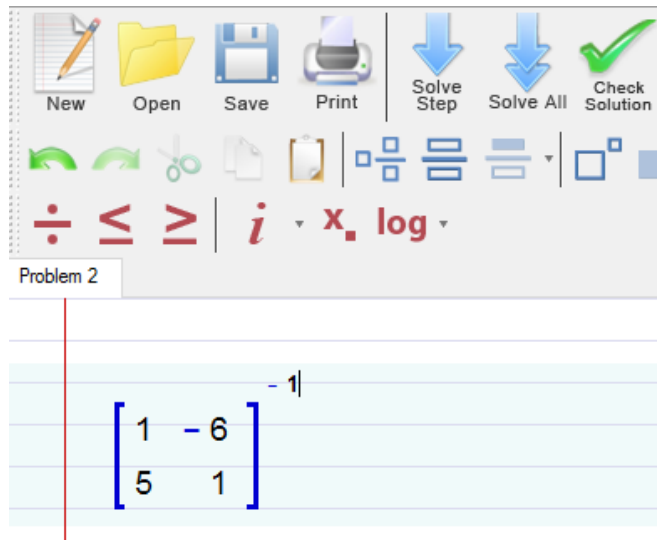 New Open Save Print Solve Step Solve All Check Solution
÷ ≤ ≥ i x log
Problem 2
- 1
1 - 6
5 1